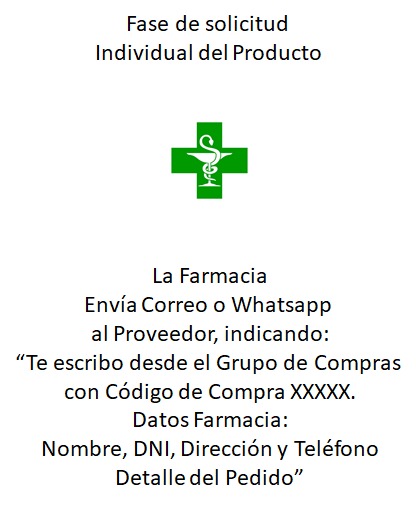 Fase de solicitud
Individual del Producto
La Farmacia
Envía Correo o Whatsapp
al Proveedor, indicando:
“Te escribo desde el Grupo de Compras
con Código de Compra XXXXX.
Datos Farmacia:
Nombre, DNI, Dirección y Teléfono
Detalle del Pedido”